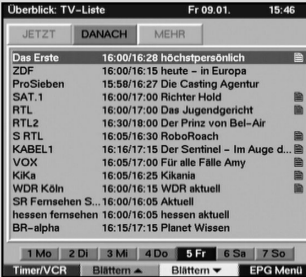 Überblick: TV-Liste Fr 09.01. 15:46
JETZT DANACH MEHR
Das Erste 16:00/16:28 höchstpersönlich
ZDF 16:00/16:15 heute - in Europa
ProSieben 15:58/16:27 Die Casting Agentur
SAT.1 16:00/17:00 Richter Hold
RTL 16:00/17:00 Das Jugendgericht
RTL2 16:30/18:00 Der Prinz von Bel-Air
S RTL 16:05/16:30 RoboRoach
KABEL1 16:16/17:15 Der Sentinel - Im Auge d...
VOX 16:05/17:00 Für alle Fälle Amy
KiKa 16:05/16:25 Kikania
WDR Köln 16:00/16:15 WDR aktuell
SR Fernsehen S... 16:00/16:05 Aktuell
hessen fernsehen 16:00/16:05 hessen aktuell
BR-alpha 16:15/17:15 Planet Wissen
1 Mo 2 Di 3 Mi 4 Do 5 Fr 6 Sa 7 So
Timer/VCR Blättern ▲ Blättern ▼ EPG Menü